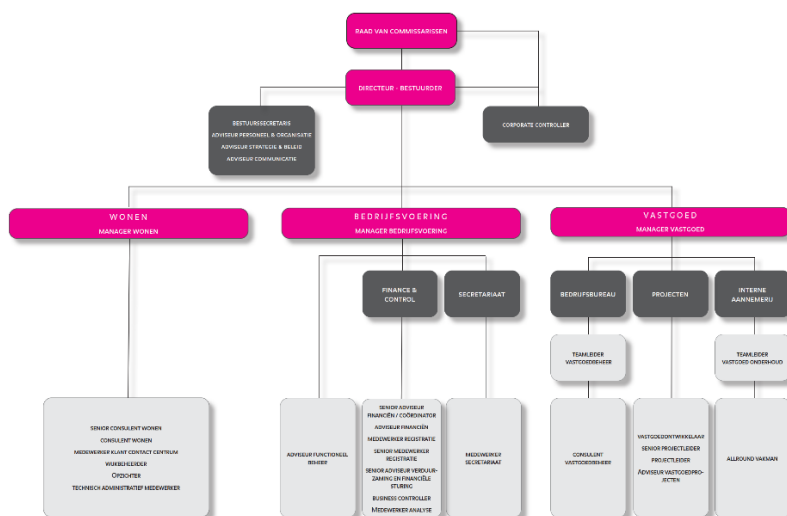 RAAD VAN COMMISSARISSEN
DIRECTEUR - BESTUURDER
BESTUURSSECRETARIS
ADVISEUR PERSONEEL & ORGANISATIE
ADVISEUR STRATEGIE & BELEID
ADVISEUR COMMUNICATIE
CORPORATE CONTROLLER
WONEN
MANAGER WONEN
BEDRIJFSVOERING
MANAGER BEDRIJFSVOERING
VASTGOED
MANAGER VASTGOED
FINANCE &
CONTROL
SECRETARIAAT
BEDRIJFSBUREAU
PROJECTEN
INTERNE
AANNEMERIJ
TEAMLEIDER
VASTGOEDBEHEER
TEAMLEIDER
VASTGOED ONDERHOUD
SENIOR CONSULENT WONEN
CONSULENT WONEN
MEDEWERKER KLANT CONTACT CENTRUM
WIJKBEHEERDER
OPZICHTER
TECHNISCH ADMINISTRATIEF MEDEWERKER
ADVISEUR FUNCTIONEEL
BEHEER
SENIOR ADVISEUR
FINANCIËN / COÖRDINATOR
ADVISEUR FINANCIËN
MEDEWERKER REGISTRATIE
SENIOR MEDEWERKER
REGISTRATIE
SENIOR ADVISEUR VERDUUR-
ZAMING EN FINANCIËLE
STURING
BUSINESS CONTROLLER
MEDEWERKER ANALYSE
MEDEWERKER
SECRETARIAAT
CONSULENT
VASTGOEDBEHEER
VASTGOEDONTWIKKELAAR
SENIOR PROJECTLEIDER
PROJECTLEIDER
ADVISEUR VASTGOEDPRO-
JECTEN
ALLROUND VAKMAN